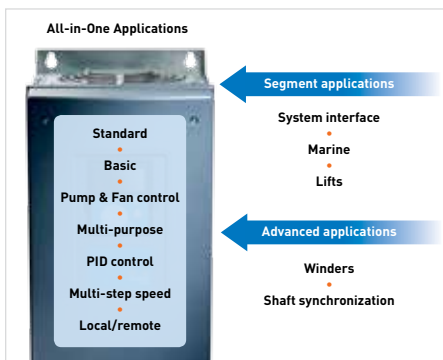 All-in-One Applications
Standard
Basic
Pump & Fan control
Multi-purpose
PID control
Multi-step speed
Local/remote
Segment applications
System interface
Marine
Lifts
Advanced applications
Winders
Shaft synchronization